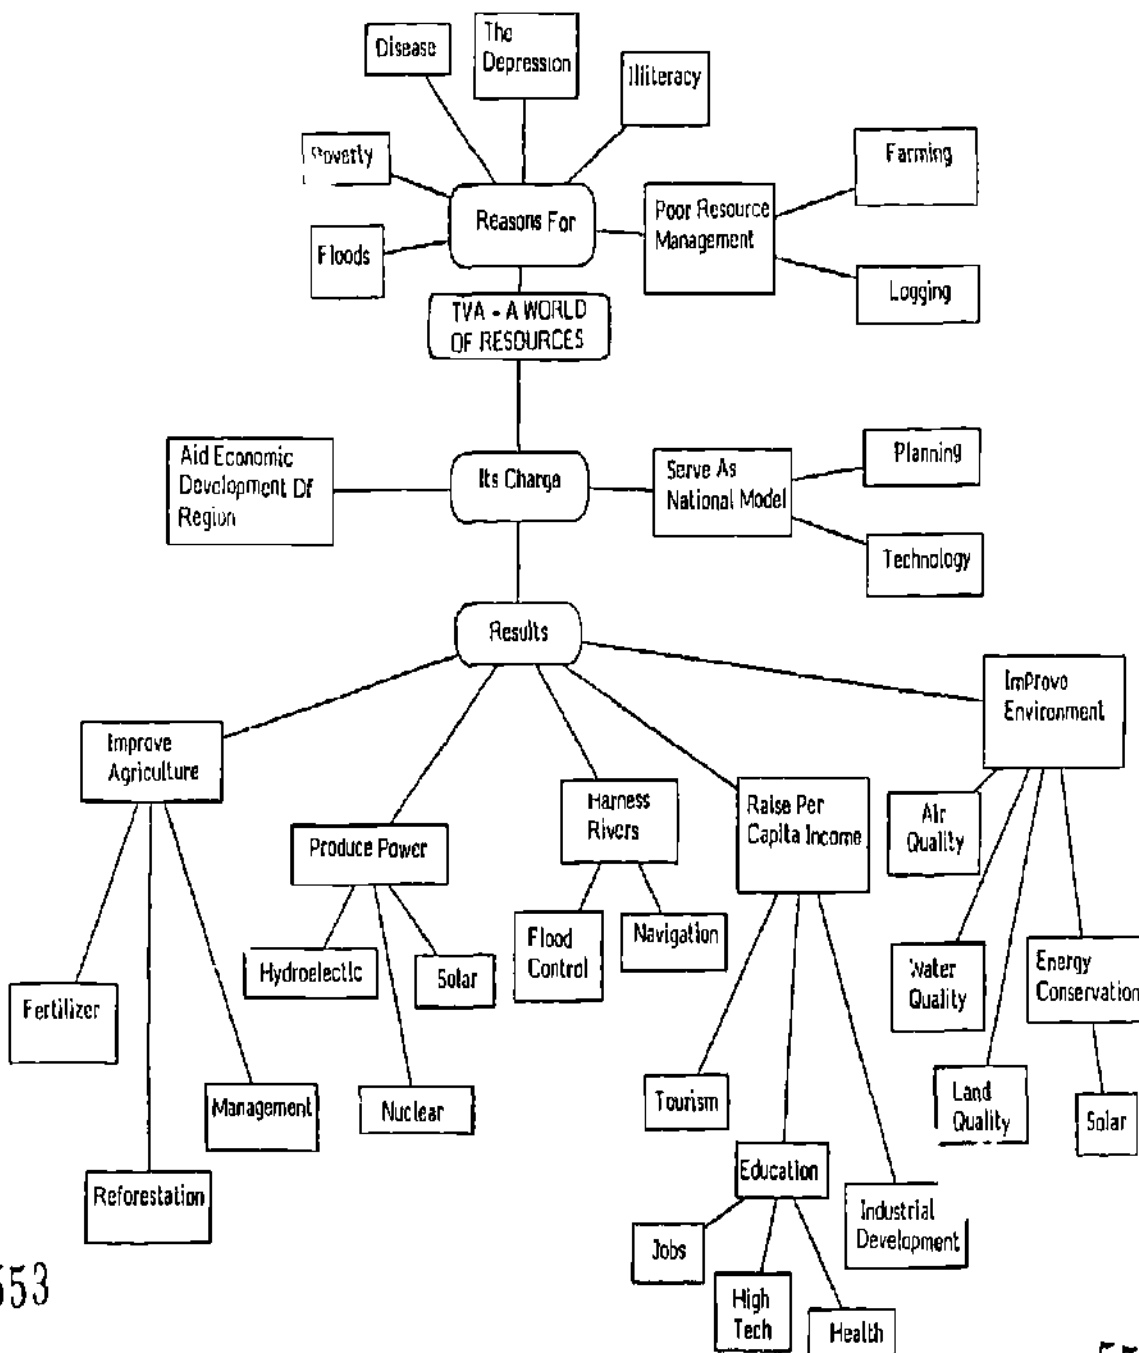 Disease
The
Depression
Illiteracy
Poverty
Farming
Reasons For
Poor Resource
Management
Floods
Logging
TVA - A WORLD
OF RESOURCES
Aid Economic
Development Of
Region
Its Charge
Serve As
National Model
Planning
Technology
Results
Improve
Agriculture
Produce Power
Harness
Rivers
Raise Per
Capita Income
ImProve
Environment
Fertilizer
Reforestation
Management
Hydroelectic
Nuclear
Solar
Flood
Control
Navigation
Tourism
Education
Jobs
High
Tech
Health
Industrial
Development
Air
Quality
Water
Quality
Land
Quality
Energy
Conservation
Solar
553